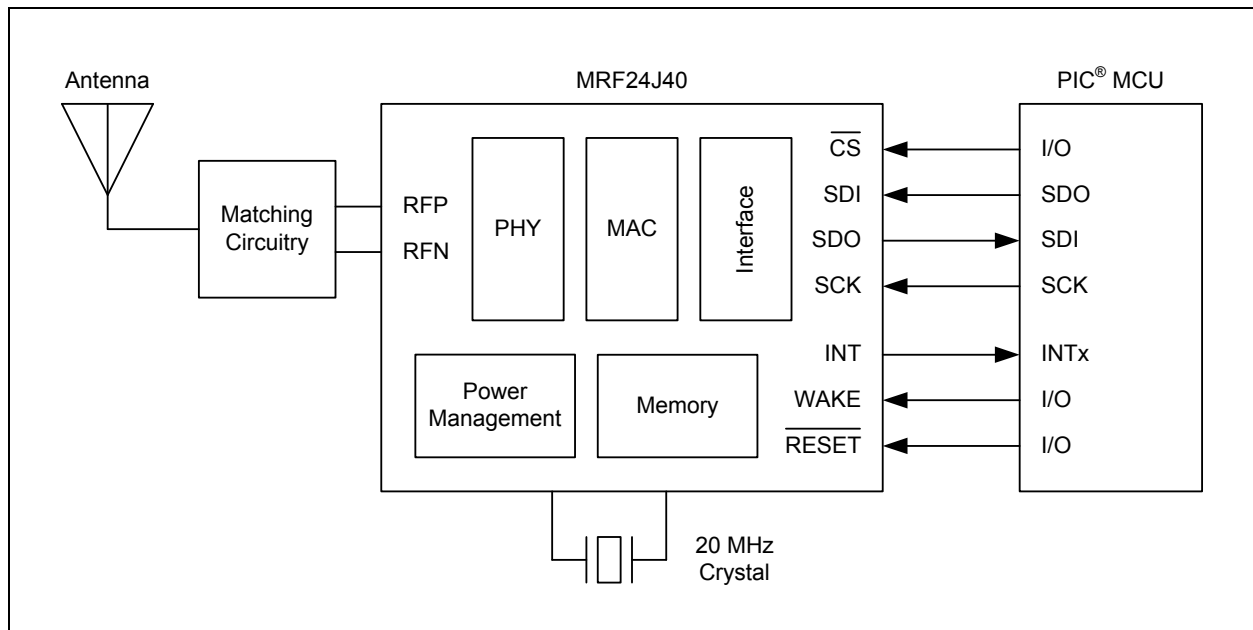 Antenna
MRF24J40
PIC® MCU
Matching
Circuitry
RFP
RFN
PHY
MAC
Interface
CS
SDI
SDO
SCK
INT
WAKE
RESET
I/O
SDO
SDI
SCK
INTx
I/O
I/O
Power
Management
Memory
20 MHz
Crystal